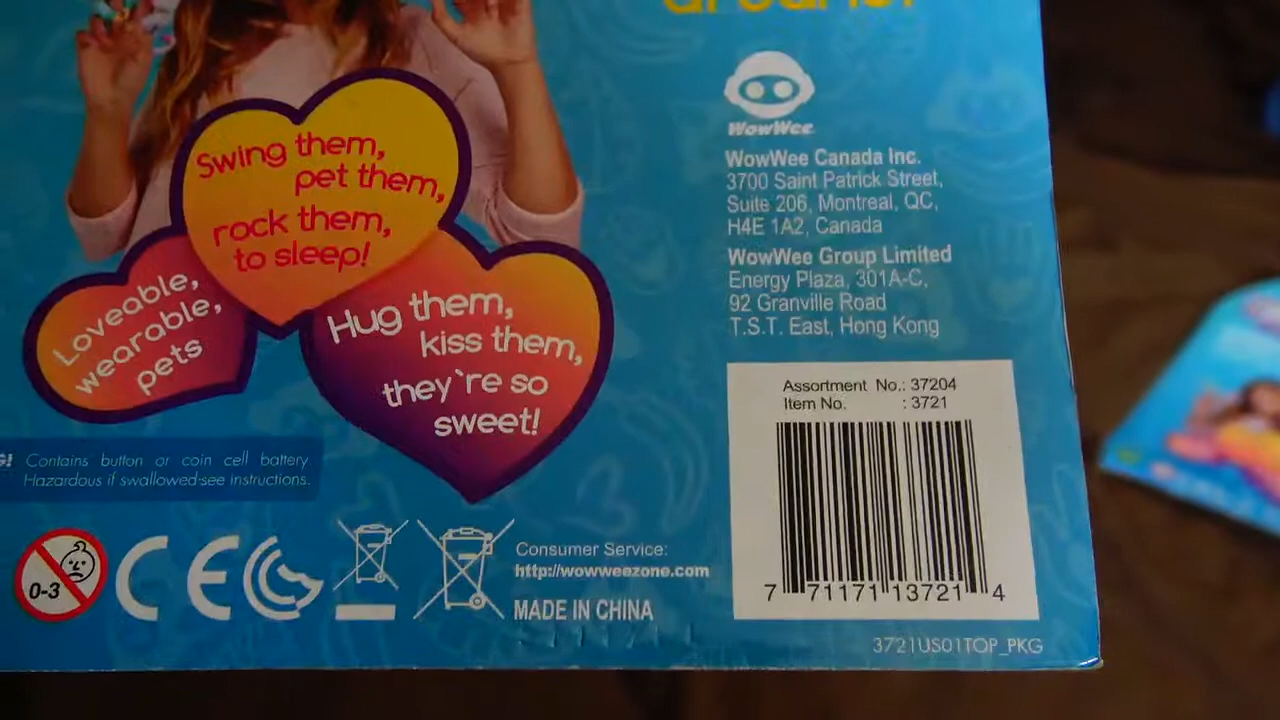 WowWee
WowWee Canada Inc.
3700 Saint Patrick Street,
Suite 206, Montreal, QC,
H4E 1A2, Canada
WowWee Group Limited
Energy Plaza, 301A-C,
92 Granville Road
T.S.T. East, Hong Kong
Swing them,
pet them,
rock them,
to sleep!
Loveable,
wearable,
pets
Hug them,
kiss them,
they`re so
sweet!
Assortment No.: 37204
Item No. : 3721
7 71171 13721 4
Contains button or coin cell battery.
Hazardous if swallowed-see instructions.
0-3
CE
Consumer Service:
http://wowweezone.com
MADE IN CHINA
3721US01TOP_PKG